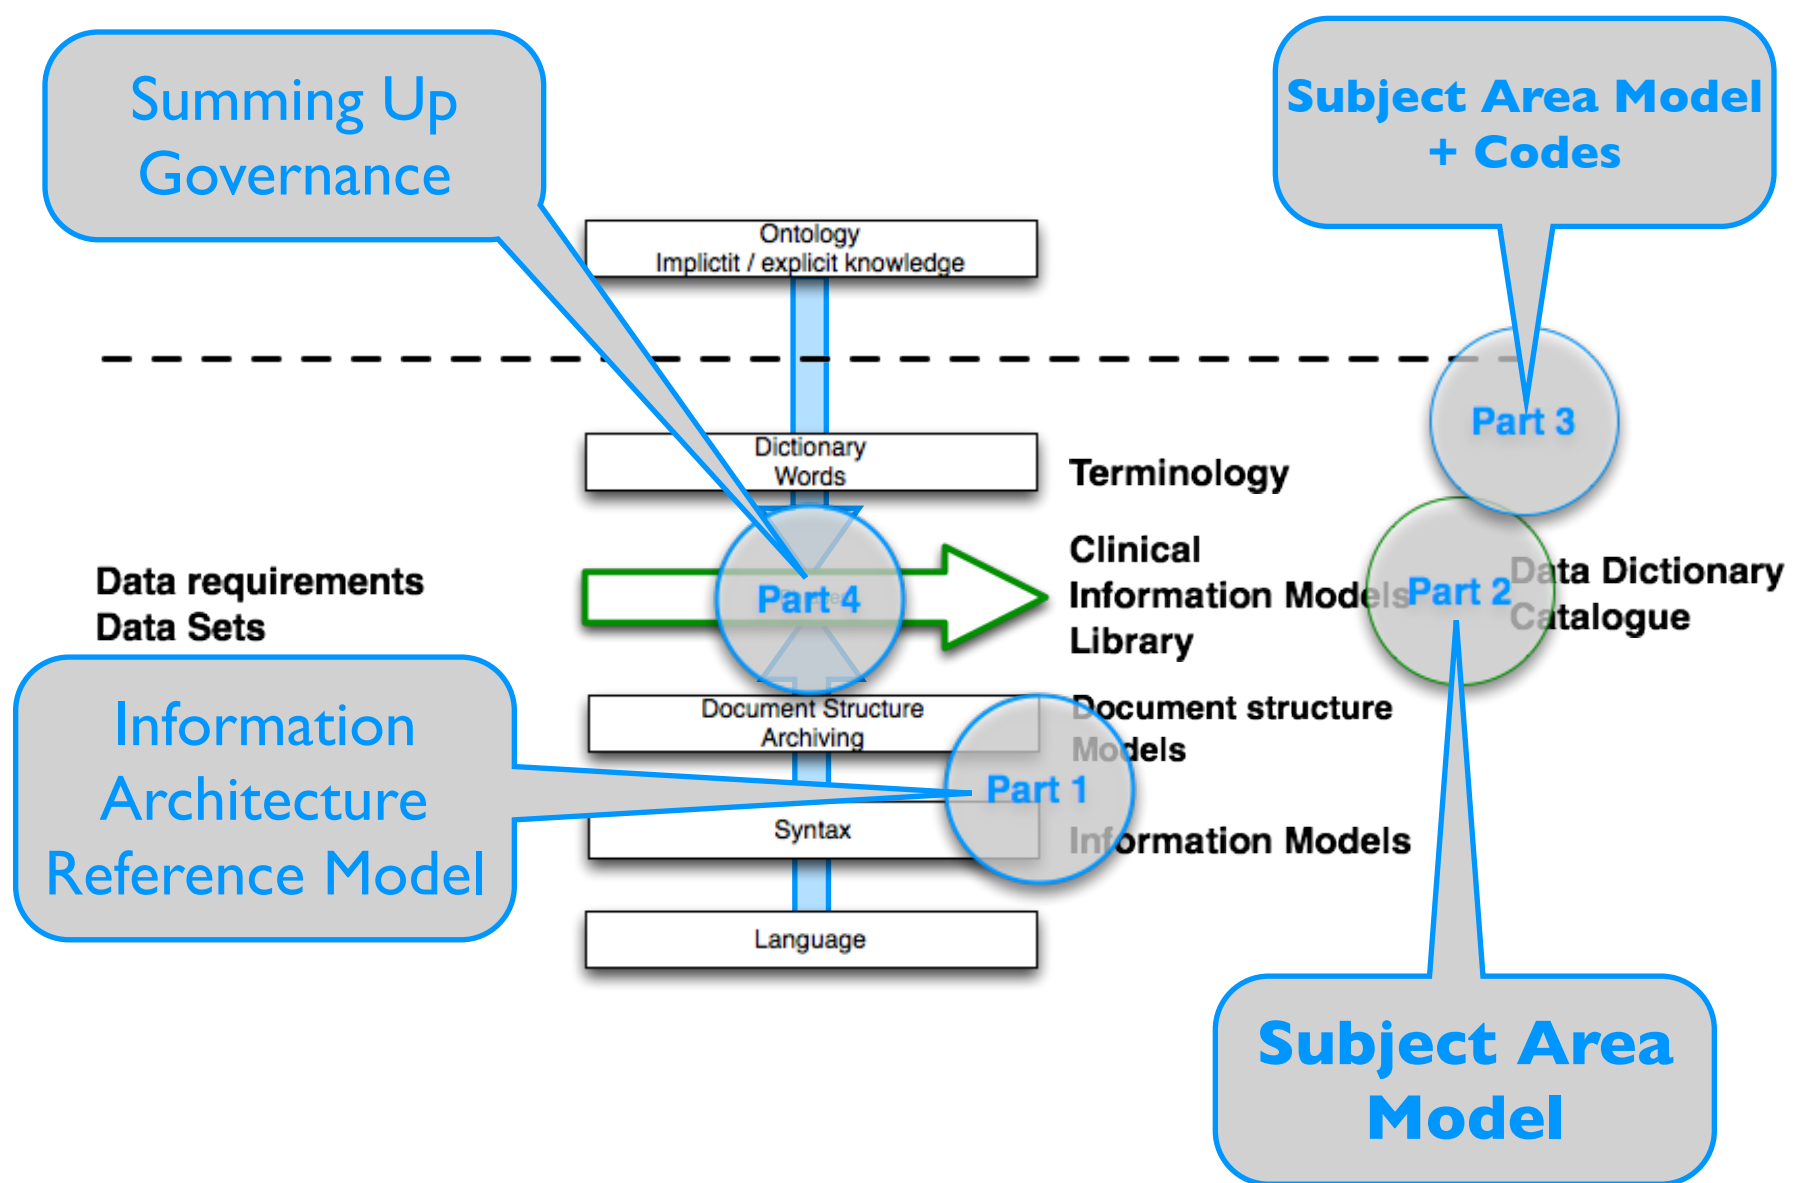 Summing Up
Governance
Subject Area Model
+ Codes
Ontology
Implictit / explicit knowledge
Part 3
Dictionary
Words
Terminology
Data requirements
Data Sets
Part 4
Clinical
Information Models
Library
Part 2
Data Dictionary
Catalogue
Information
Architecture
Reference Model
Document Structure
Archiving
Document structure
Models
Part 1
Syntax
Information Models
Language
Subject Area
Model